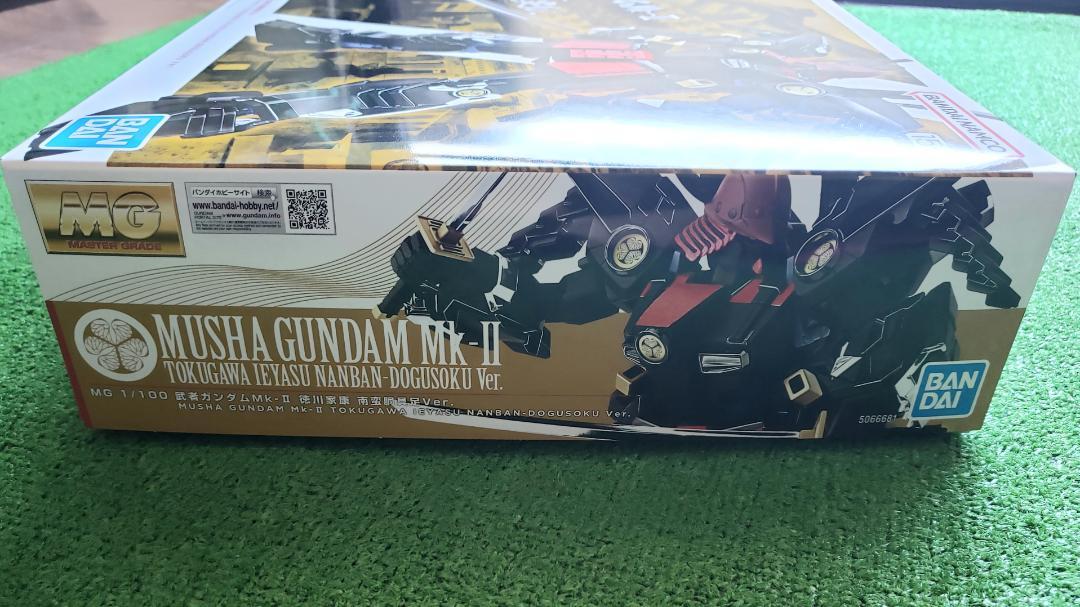 BAN
DAI
BANDAI NAMCO
MG
MASTER GRADE
バンダイホビーサイト 検索
www.bandai-hobby.net/
www.gundam.info
MUSHA GUNDAM Mk-II
TOKUGAWA IEYASU NANBAN-DOGUSOKU Ver.
MG 1/100 武者ガンダムMk-II 徳川家康 南蛮胴具足Ver.
MUSHA GUNDAM Mk-II TOKUGAWA IEYASU NANBAN-DOGUSOKU Ver.
5066681
BAN
DAI